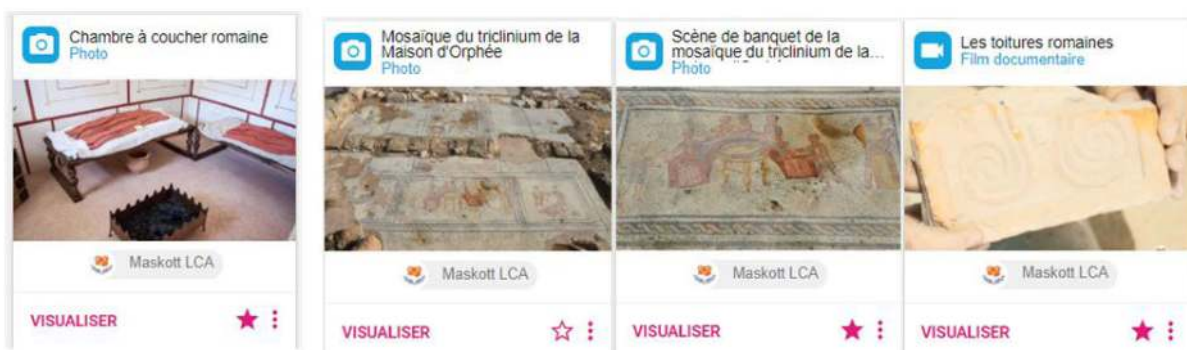 Chambre à coucher romaine
Photo
Maskott LCA
VISUALISER
Mosaïque du triclinium de la
Maison d'Orphée
Photo
Maskott LCA
VISUALISER
Scène de banquet de la
mosaïque du triclinium de la...
Photo
Maskott LCA
VISUALISER
Les toitures romaines
Film documentaire
Maskott LCA
VISUALISER